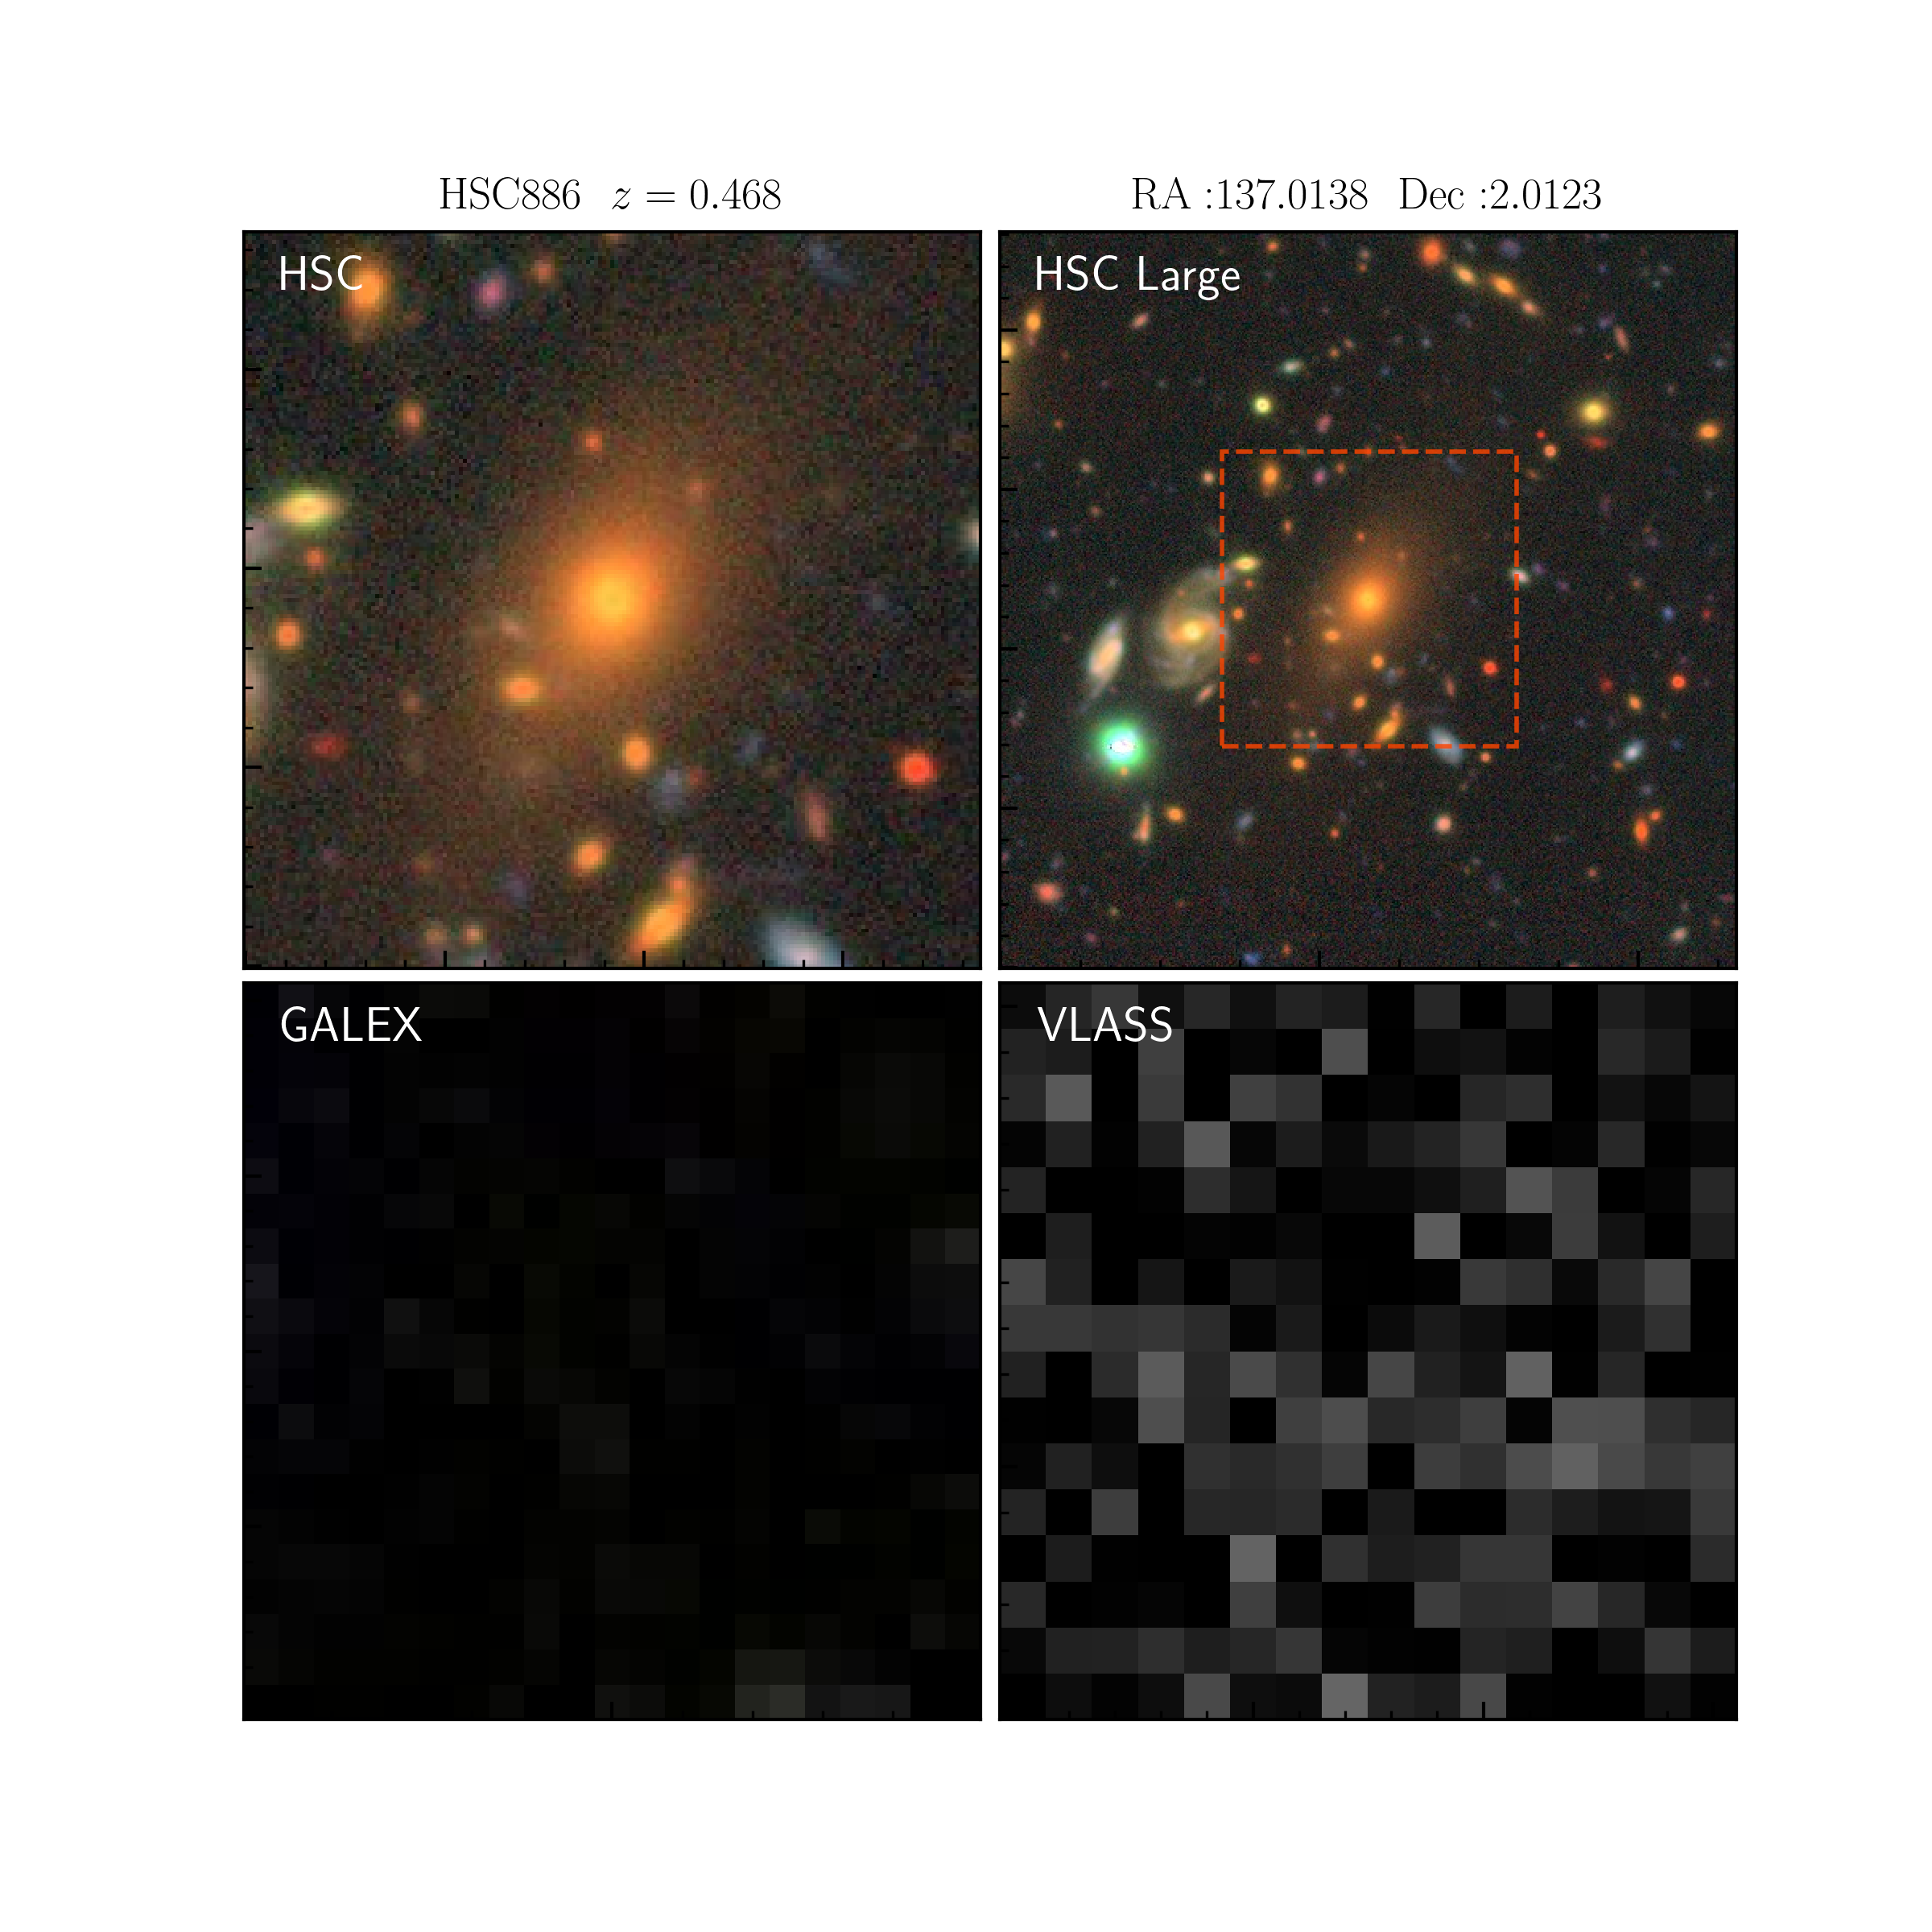 HSC886 z = 0.468
RA :137.0138 Dec :2.0123
HSC
HSC Large
GALEX
VLASS